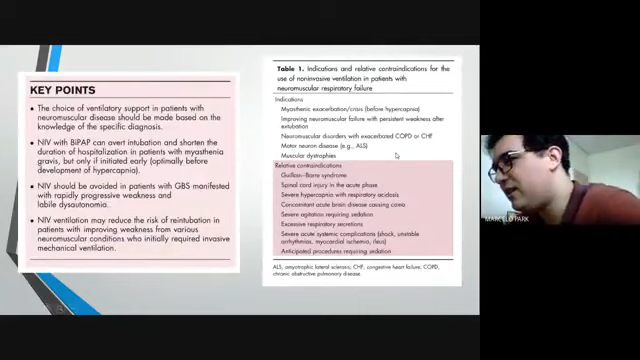 KEY POINTS
• The choice of ventilatory support in patients with
neuromuscular disease should be made based on the
knowledge of the specific diagnosis.
• NIV with BiPAP can avert intubation and shorten the
duration of hospitalization in patients with myasthenia
gravis, but only if initiated early (optimally before
development of hypercapnia).
• NIV should be avoided in patients with GBS manifested
with rapidly progressive weakness and
labile dysautonomia.
• NIV ventilation may reduce the risk of reintubation in
patients with improving weakness from various
neuromuscular conditions who initially required invasive
mechanical ventilation.
Table 1. Indications and relative contraindications for the
use of noninvasive ventilation in patients with
neuromuscular respiratory failure
Indications
Myasthenic exacerbation/crisis (before hypercapnia)
Improving neuromuscular failure with persistent weakness after
extubation
Neuromuscular disorders with exacerbated COPD or CHF
Motor neuron disease (e.g., ALS)
Muscular dystrophies
Relative contraindications
Guillain–Barre syndrome
Spinal cord injury in the acute phase
Severe hypercapnia with respiratory acidosis
Concomitant acute brain disease causing coma
Severe agitation requiring sedation
Excessive respiratory secretions
Severe acute systemic complications (shock, unstable
arrhythmias, myocardial ischemia, ileus)
Anticipated procedures requiring sedation
ALS, amyotrophic lateral sclerosis; CHF, congestive heart failure; COPD,
chronic obstructive pulmonary disease.
MARCELO PARK